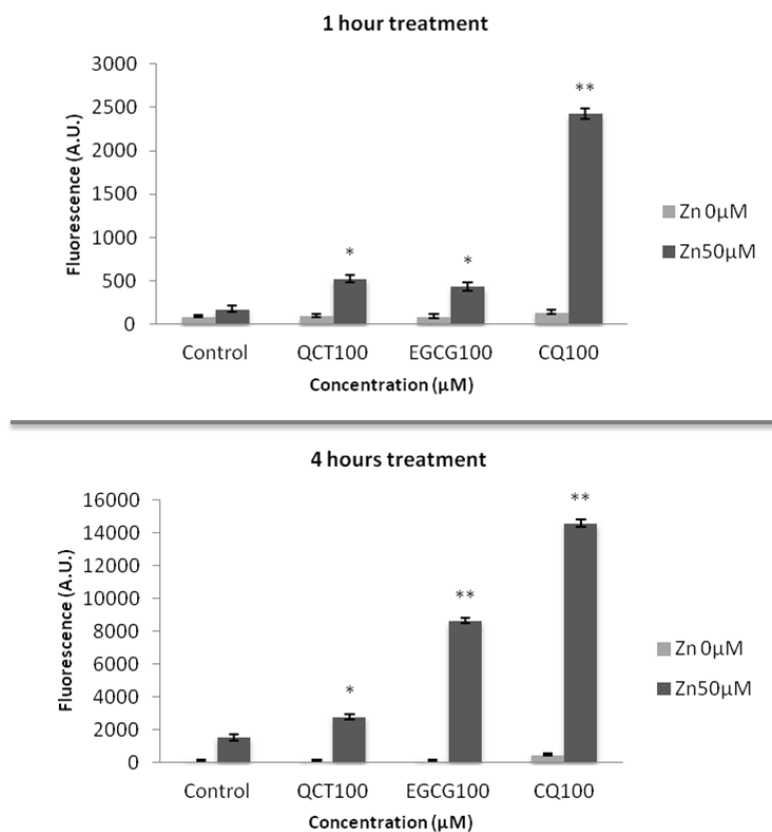 1 hour treatment
3000
2500
2000
1500
1000
500
0
Fluorescence (A.U.)
*
*
**
Zn 0μM
Zn50μM
Control QCT100 EGCG100 CQ100
Concentration (μM)
4 hours treatment
16000
14000
12000
10000
8000
6000
4000
2000
0
Fluorescence (A.U.)
*
**
**
Zn 0μM
Zn50μM
Control QCT100 EGCG100 CQ100
Concentration (μM)